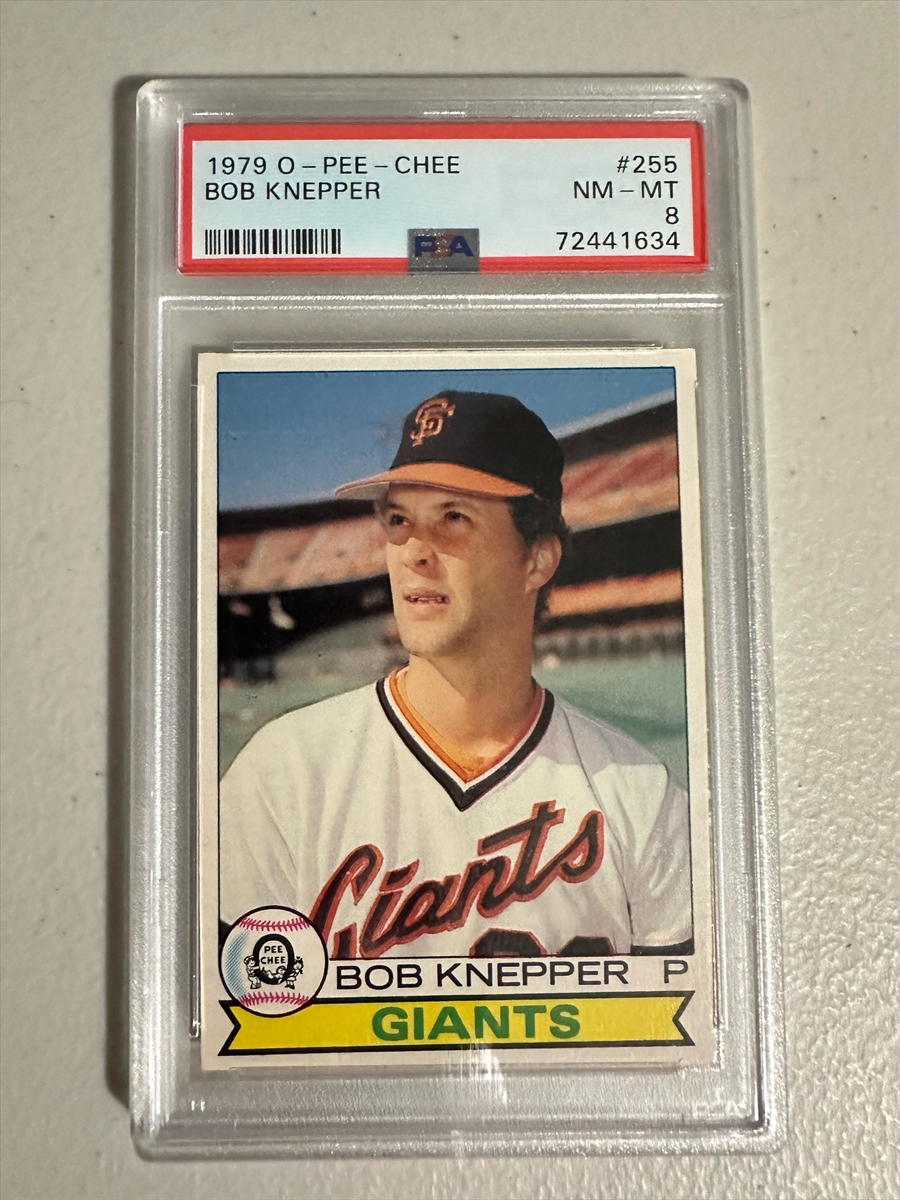 1979 O-PEE-CHEE #255
BOB KNEPPER NM-MT
8
PSA 72441634
SF
Giants
O
PEE
CHEE
BOB KNEPPER P
GIANTS